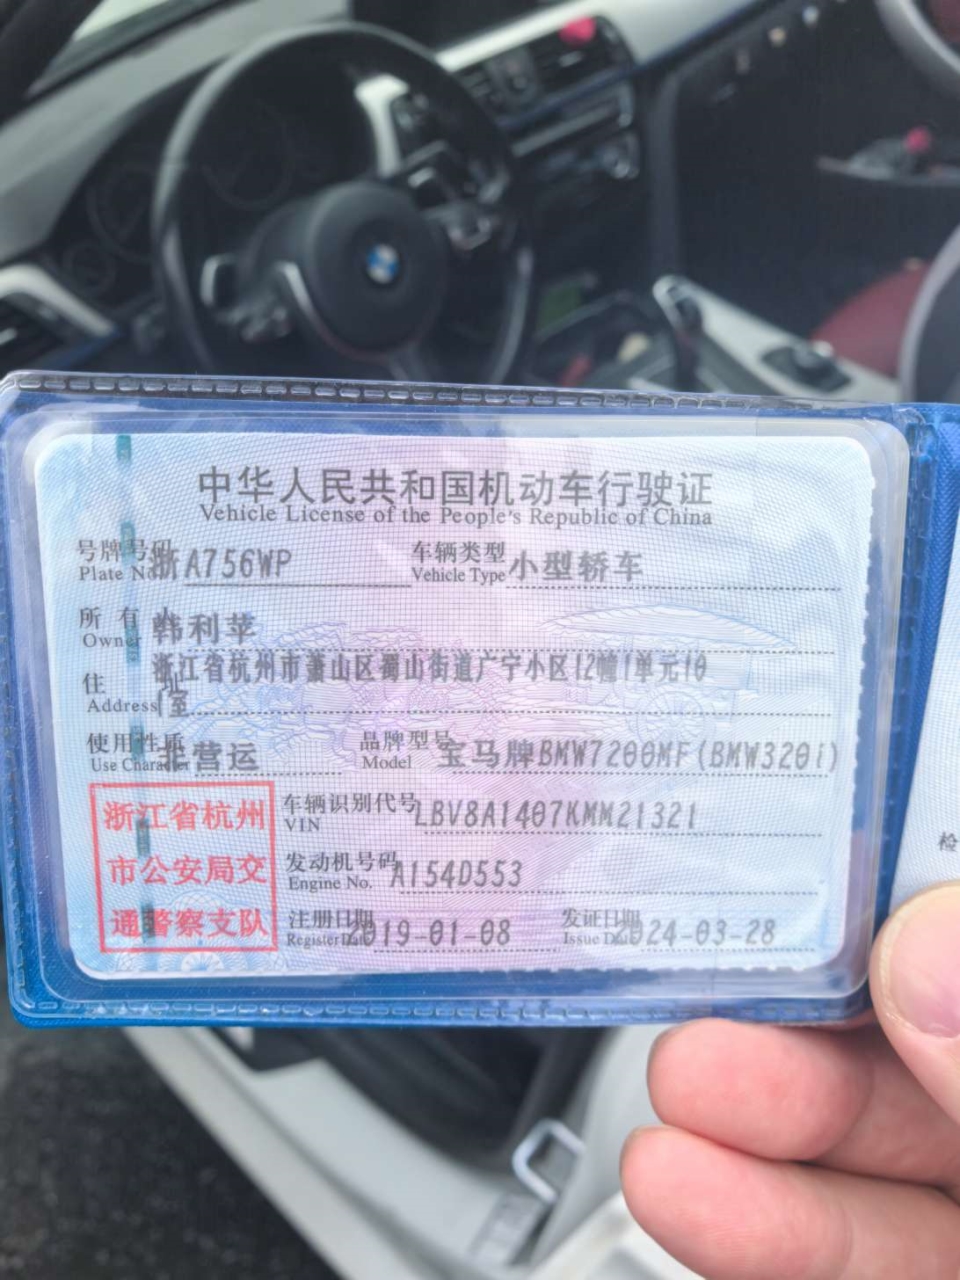 中华人民共和国机动车行驶证
Vehicle License of the People's Republic of China
号牌号码 浙A756WP 车辆类型 小型轿车
Plate No. Vehicle Type
所有人 韩利苹
Owner
住址 浙江省杭州市萧山区蜀山街道广宁小区12幢1单元10
Address 室
使用性质 非营运 品牌型号 宝马牌BMW7200MF(BMW320i)
Use Character Model
浙江省杭州
市公安局交
通警察支队
车辆识别代号 LBV8A1407KMM21321
VIN
发动机号码 A154D553
Engine No.
注册日期 2019-01-08 发证日期 2024-03-28
Register Date Issue Date
检